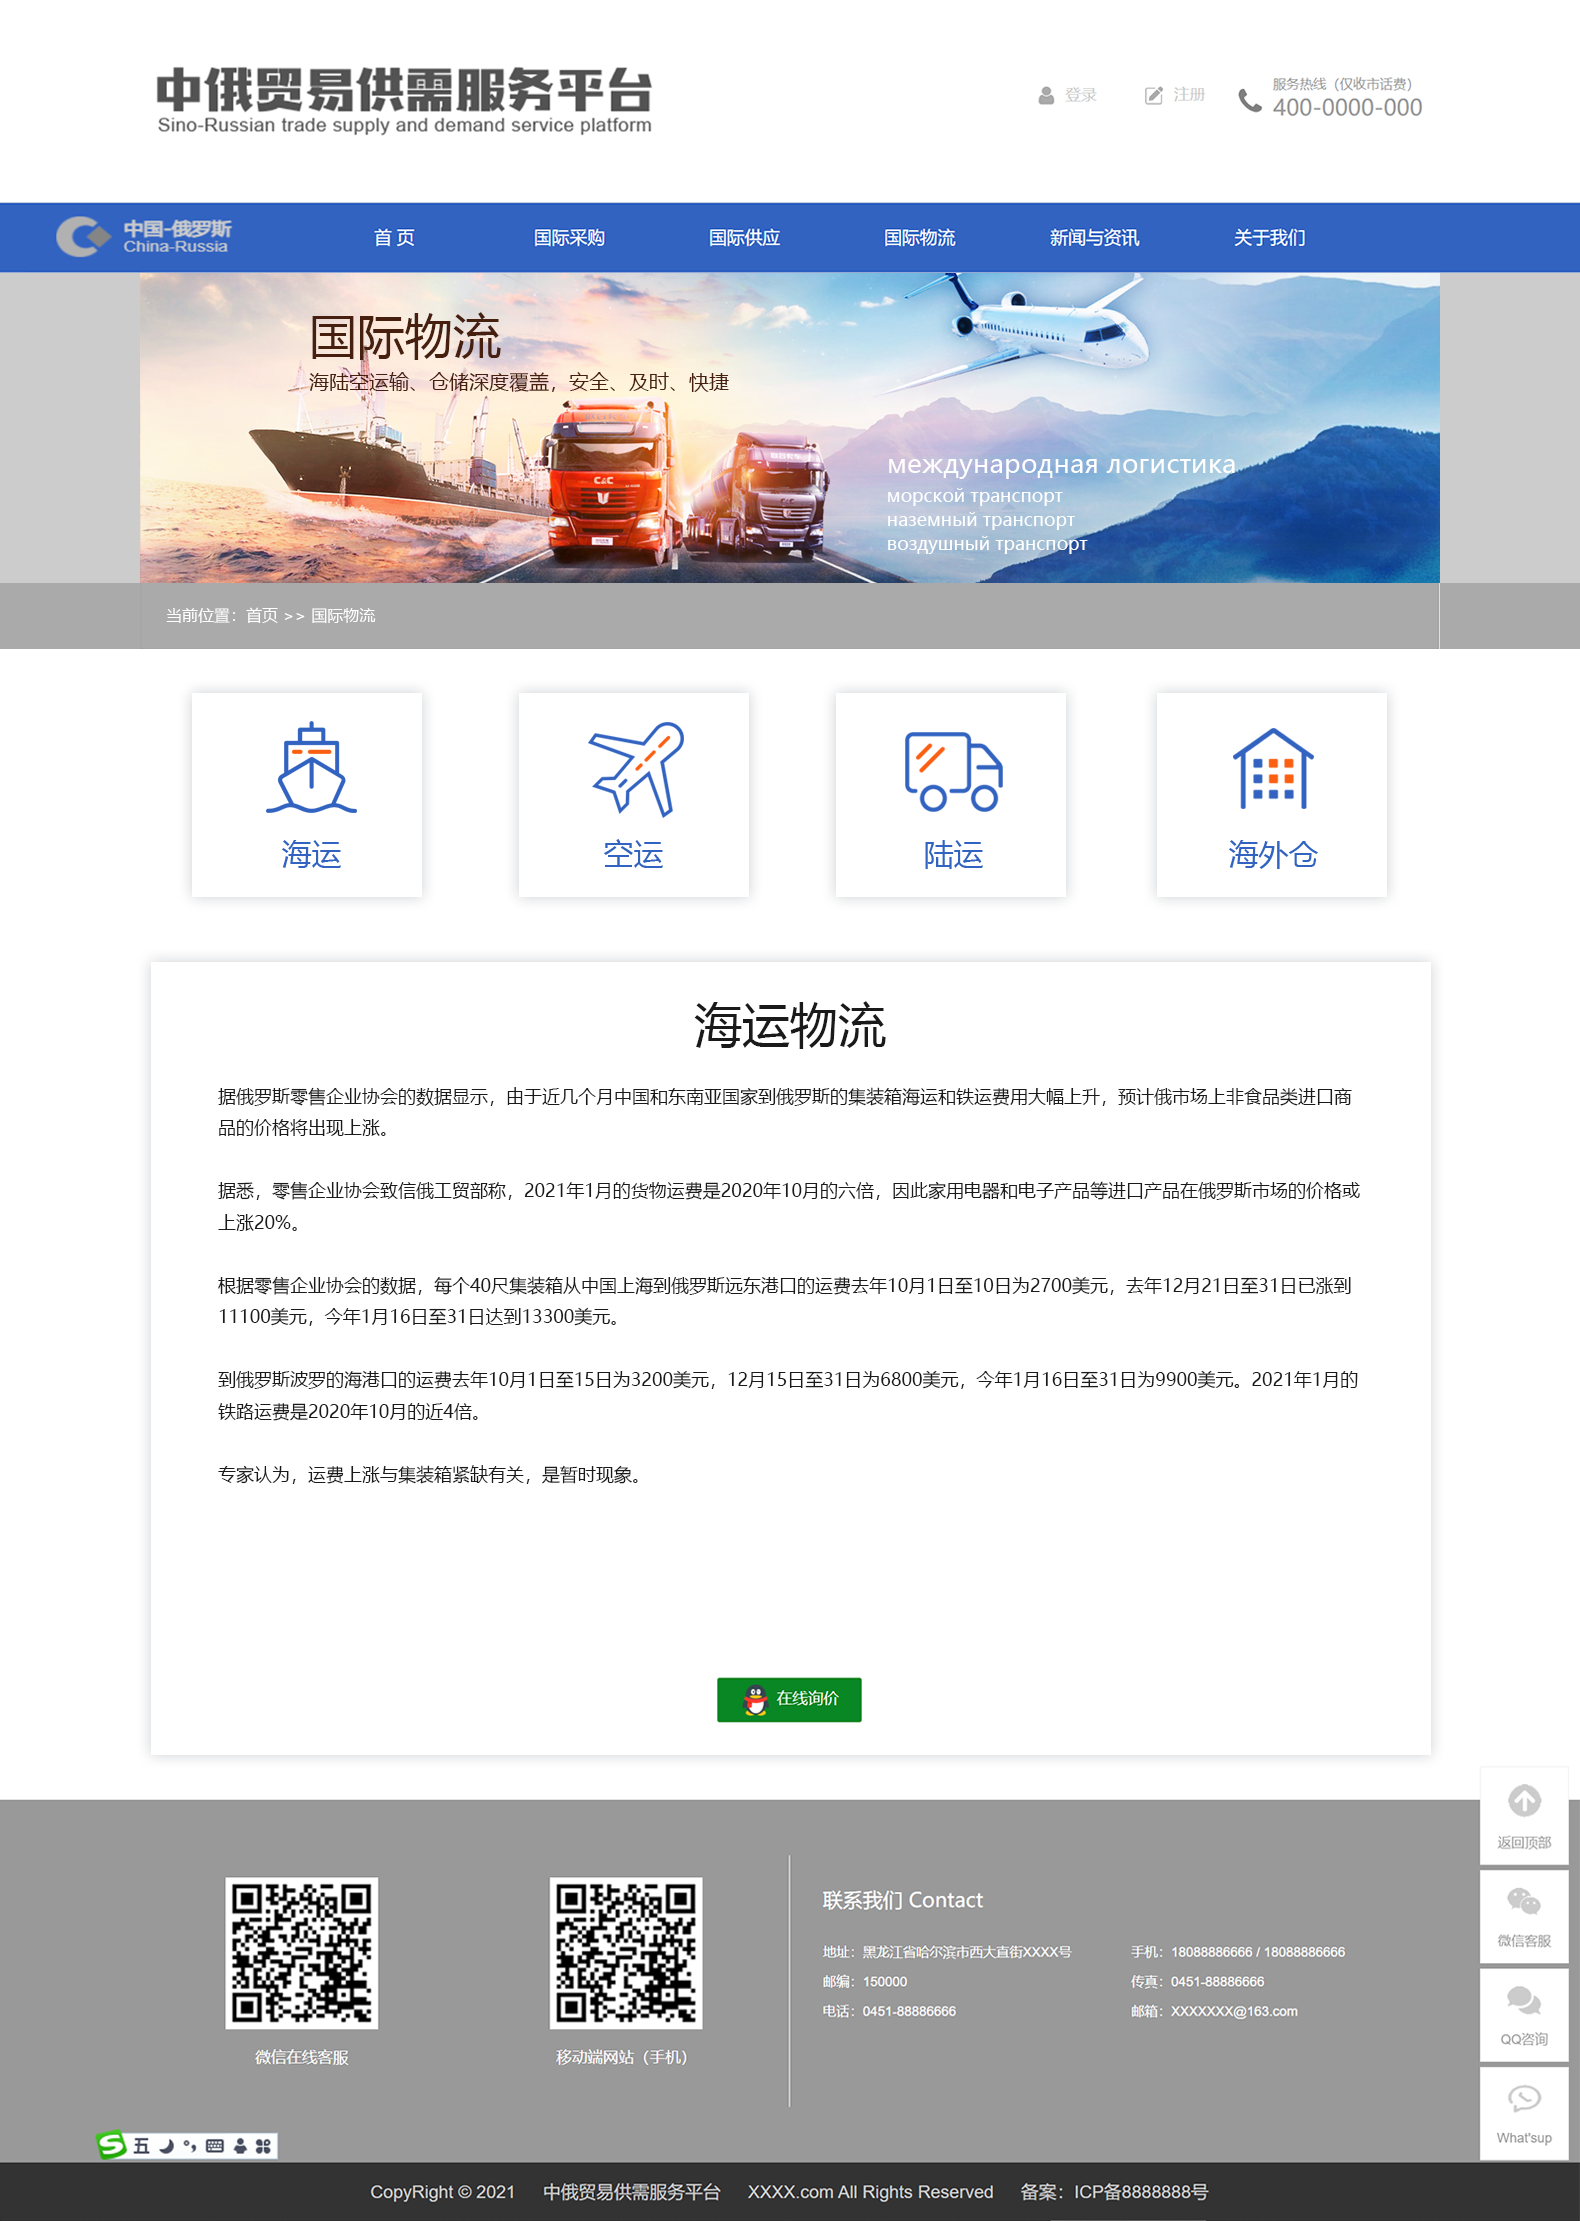 中俄贸易供需服务平台
Sino-Russian trade supply and demand service platform
登录
注册
服务热线（仅收市话费）
400-0000-000
中国-俄罗斯
China-Russia
首 页
国际采购
国际供应
国际物流
新闻与资讯
关于我们
国际物流
海陆空运输、仓储深度覆盖，安全、及时、快捷
международная логистика
морской транспорт
наземный транспорт
воздушный транспорт
C&C
C&C
当前位置：首页 >> 国际物流
海运
空运
陆运
海外仓
海运物流
据俄罗斯零售企业协会的数据显示，由于近几个月中国和东南亚国家到俄罗斯的集装箱海运和铁运费用大幅上升，预计俄市场上非食品类进口商
品的价格将出现上涨。
据悉，零售企业协会致信俄工贸部称，2021年1月的货物运费是2020年10月的六倍，因此家用电器和电子产品等进口产品在俄罗斯市场的价格或
上涨20%。
根据零售企业协会的数据，每个40尺集装箱从中国上海到俄罗斯远东港口的运费去年10月1日至10日为2700美元，去年12月21日至31日已涨到
11100美元，今年1月16日至31日达到13300美元。
到俄罗斯波罗的海港口的运费去年10月1日至15日为3200美元，12月15日至31日为6800美元，今年1月16日至31日为9900美元。2021年1月的
铁路运费是2020年10月的近4倍。
专家认为，运费上涨与集装箱紧缺有关，是暂时现象。
在线询价
返回顶部
微信客服
QQ咨询
What'sup
微信在线客服
移动端网站（手机）
联系我们 Contact
地址：黑龙江省哈尔滨市西大直街XXXX号
手机：18088886666 / 18088886666
邮编：150000
传真：0451-88886666
电话：0451-88886666
邮箱：XXXXXXX@163.com
S 五
CopyRight © 2021 中俄贸易供需服务平台 XXXX.com All Rights Reserved 备案：ICP备8888888号